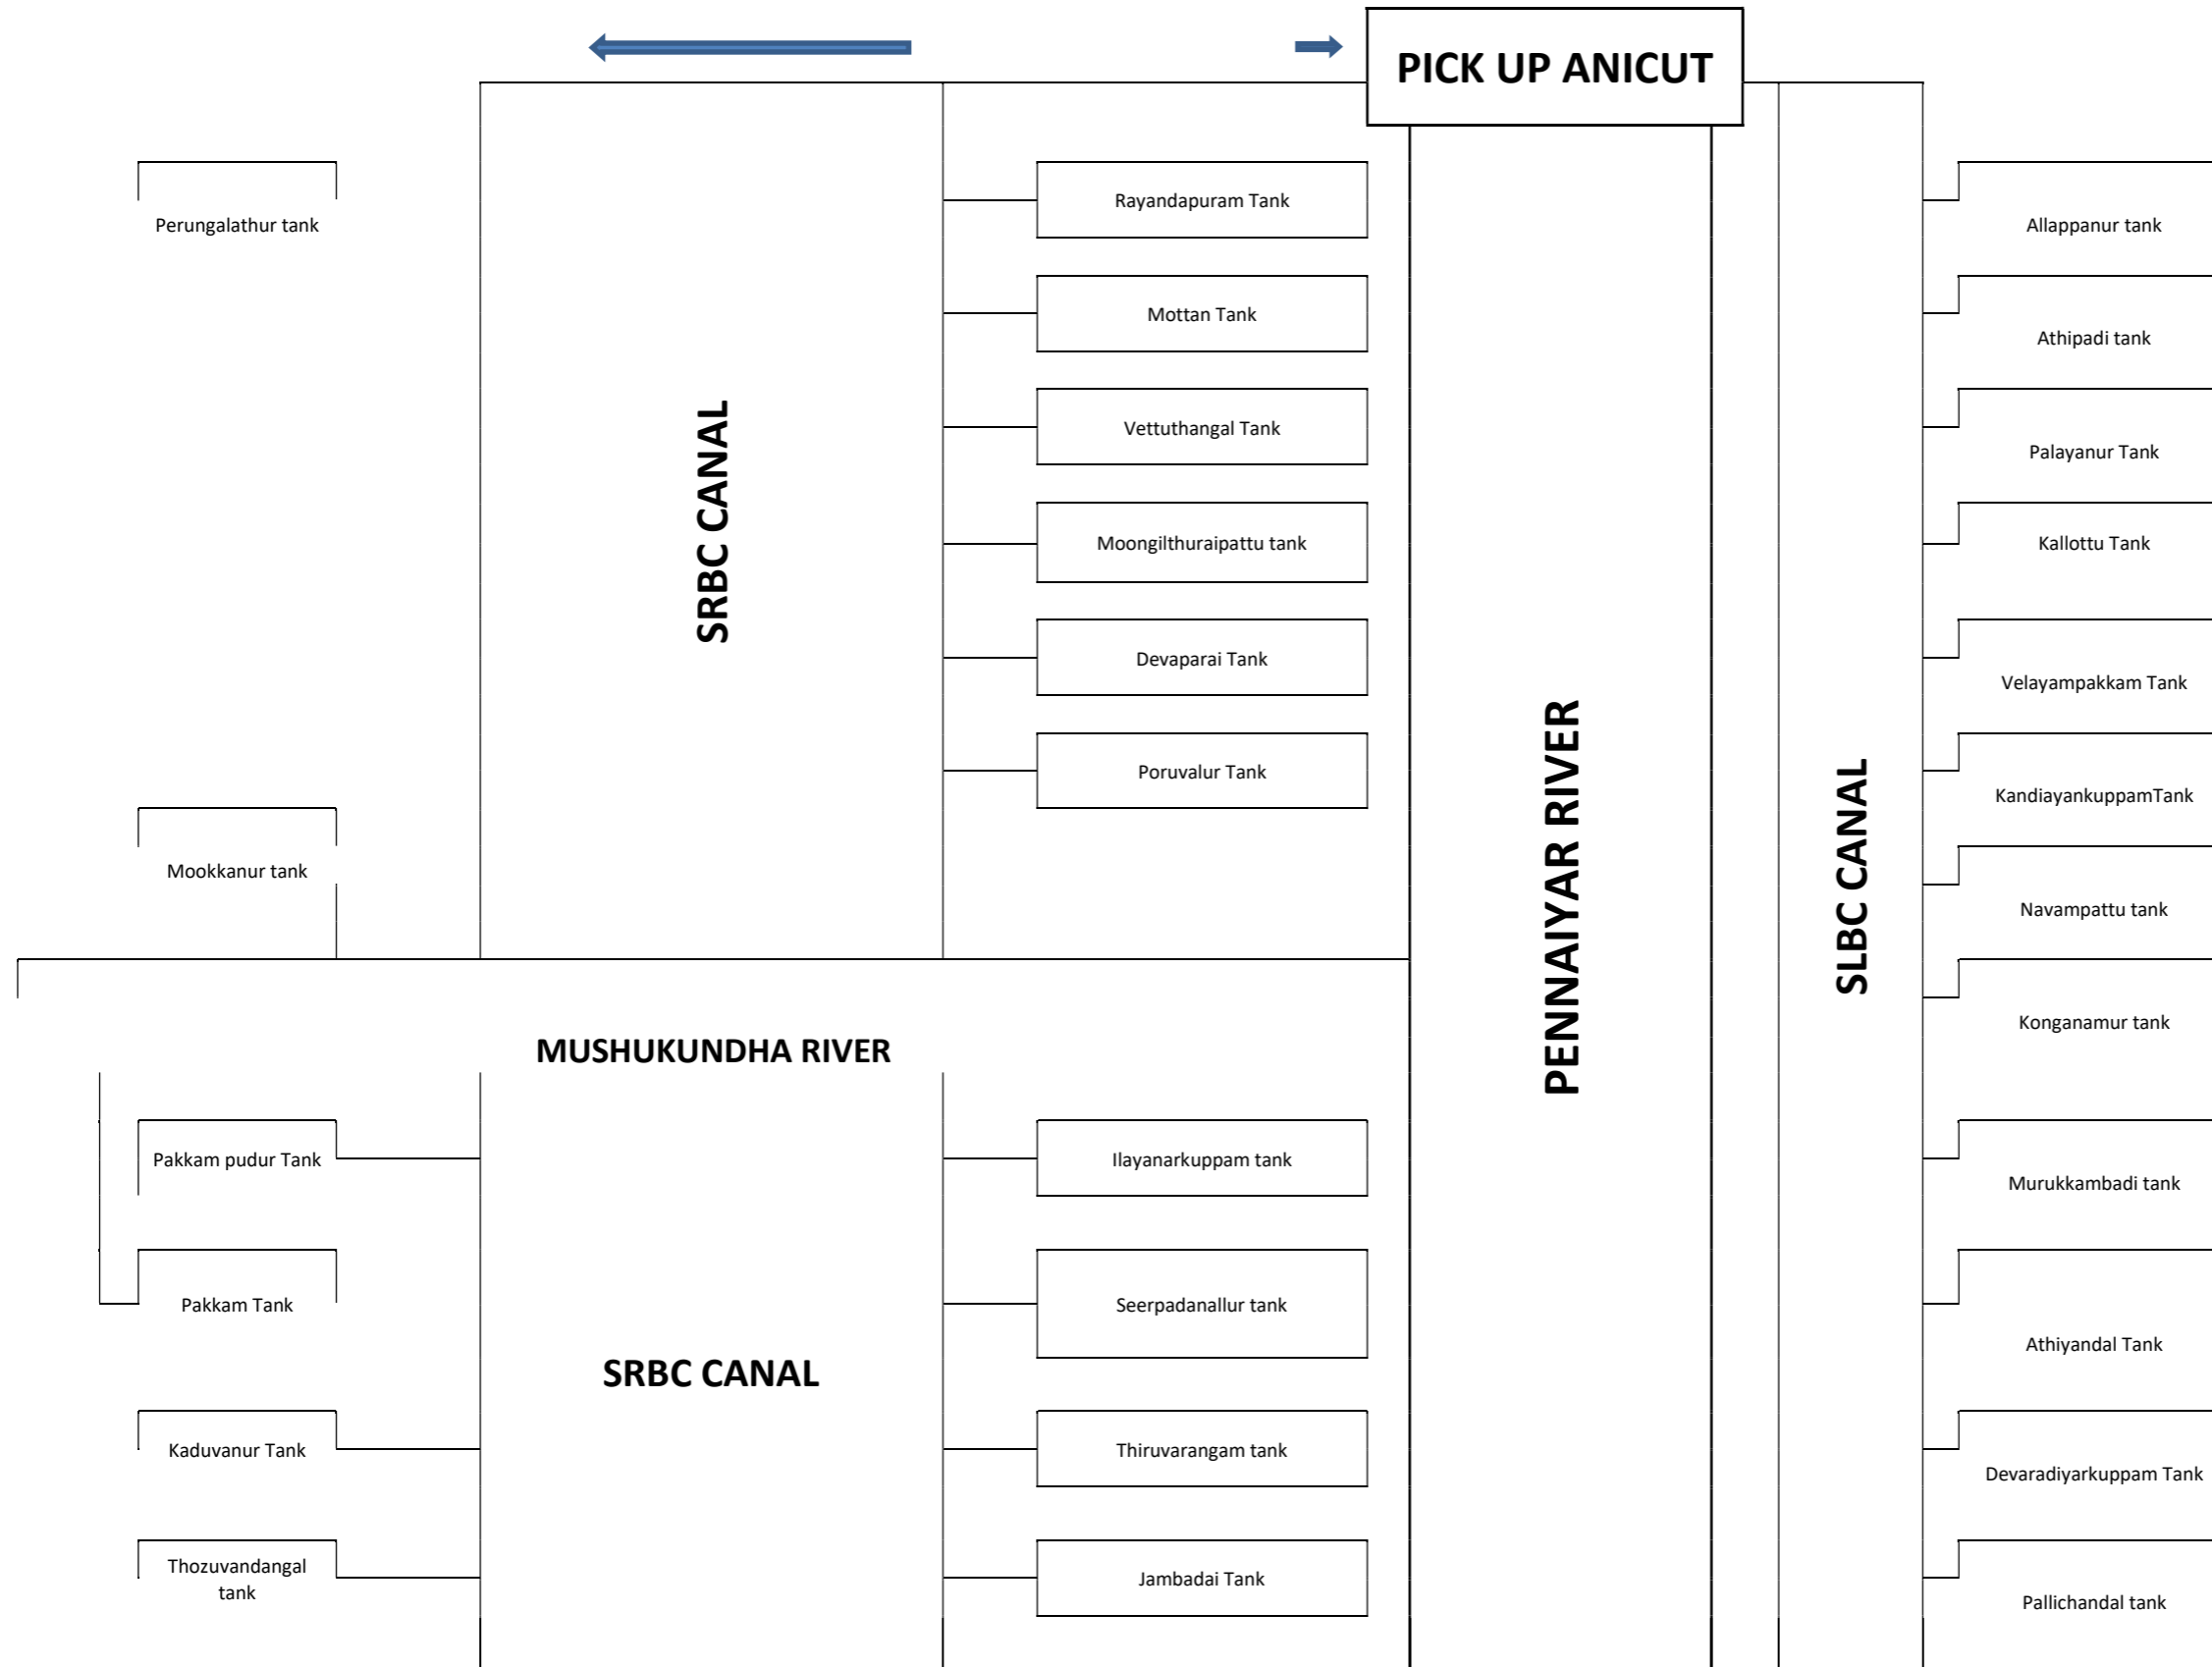 PICK UP ANICUT
Rayandapuram Tank
Perungalathur tank
Allappanur tank
Mottan Tank
Athipadi tank
Vettuthangal Tank
Palayanur Tank
SRBC CANAL
Moongilthuraipattu tank
Kallottu Tank
Devaparai Tank
Velayampakkam Tank
Poruvalur Tank
KandiayankuppamTank
Mookkanur tank
PENNAIYAR RIVER
SLBC CANAL
Navampattu tank
Konganamur tank
MUSHUKUNDHA RIVER
Pakkam pudur Tank
Ilayanarkuppam tank
Murukkambadi tank
Pakkam Tank
Seerpadanallur tank
Athiyandal Tank
SRBC CANAL
Kaduvanur Tank
Thiruvarangam tank
Devaradiyarkuppam Tank
Thozuvandangal
tank
Jambadai Tank
Pallichandal tank